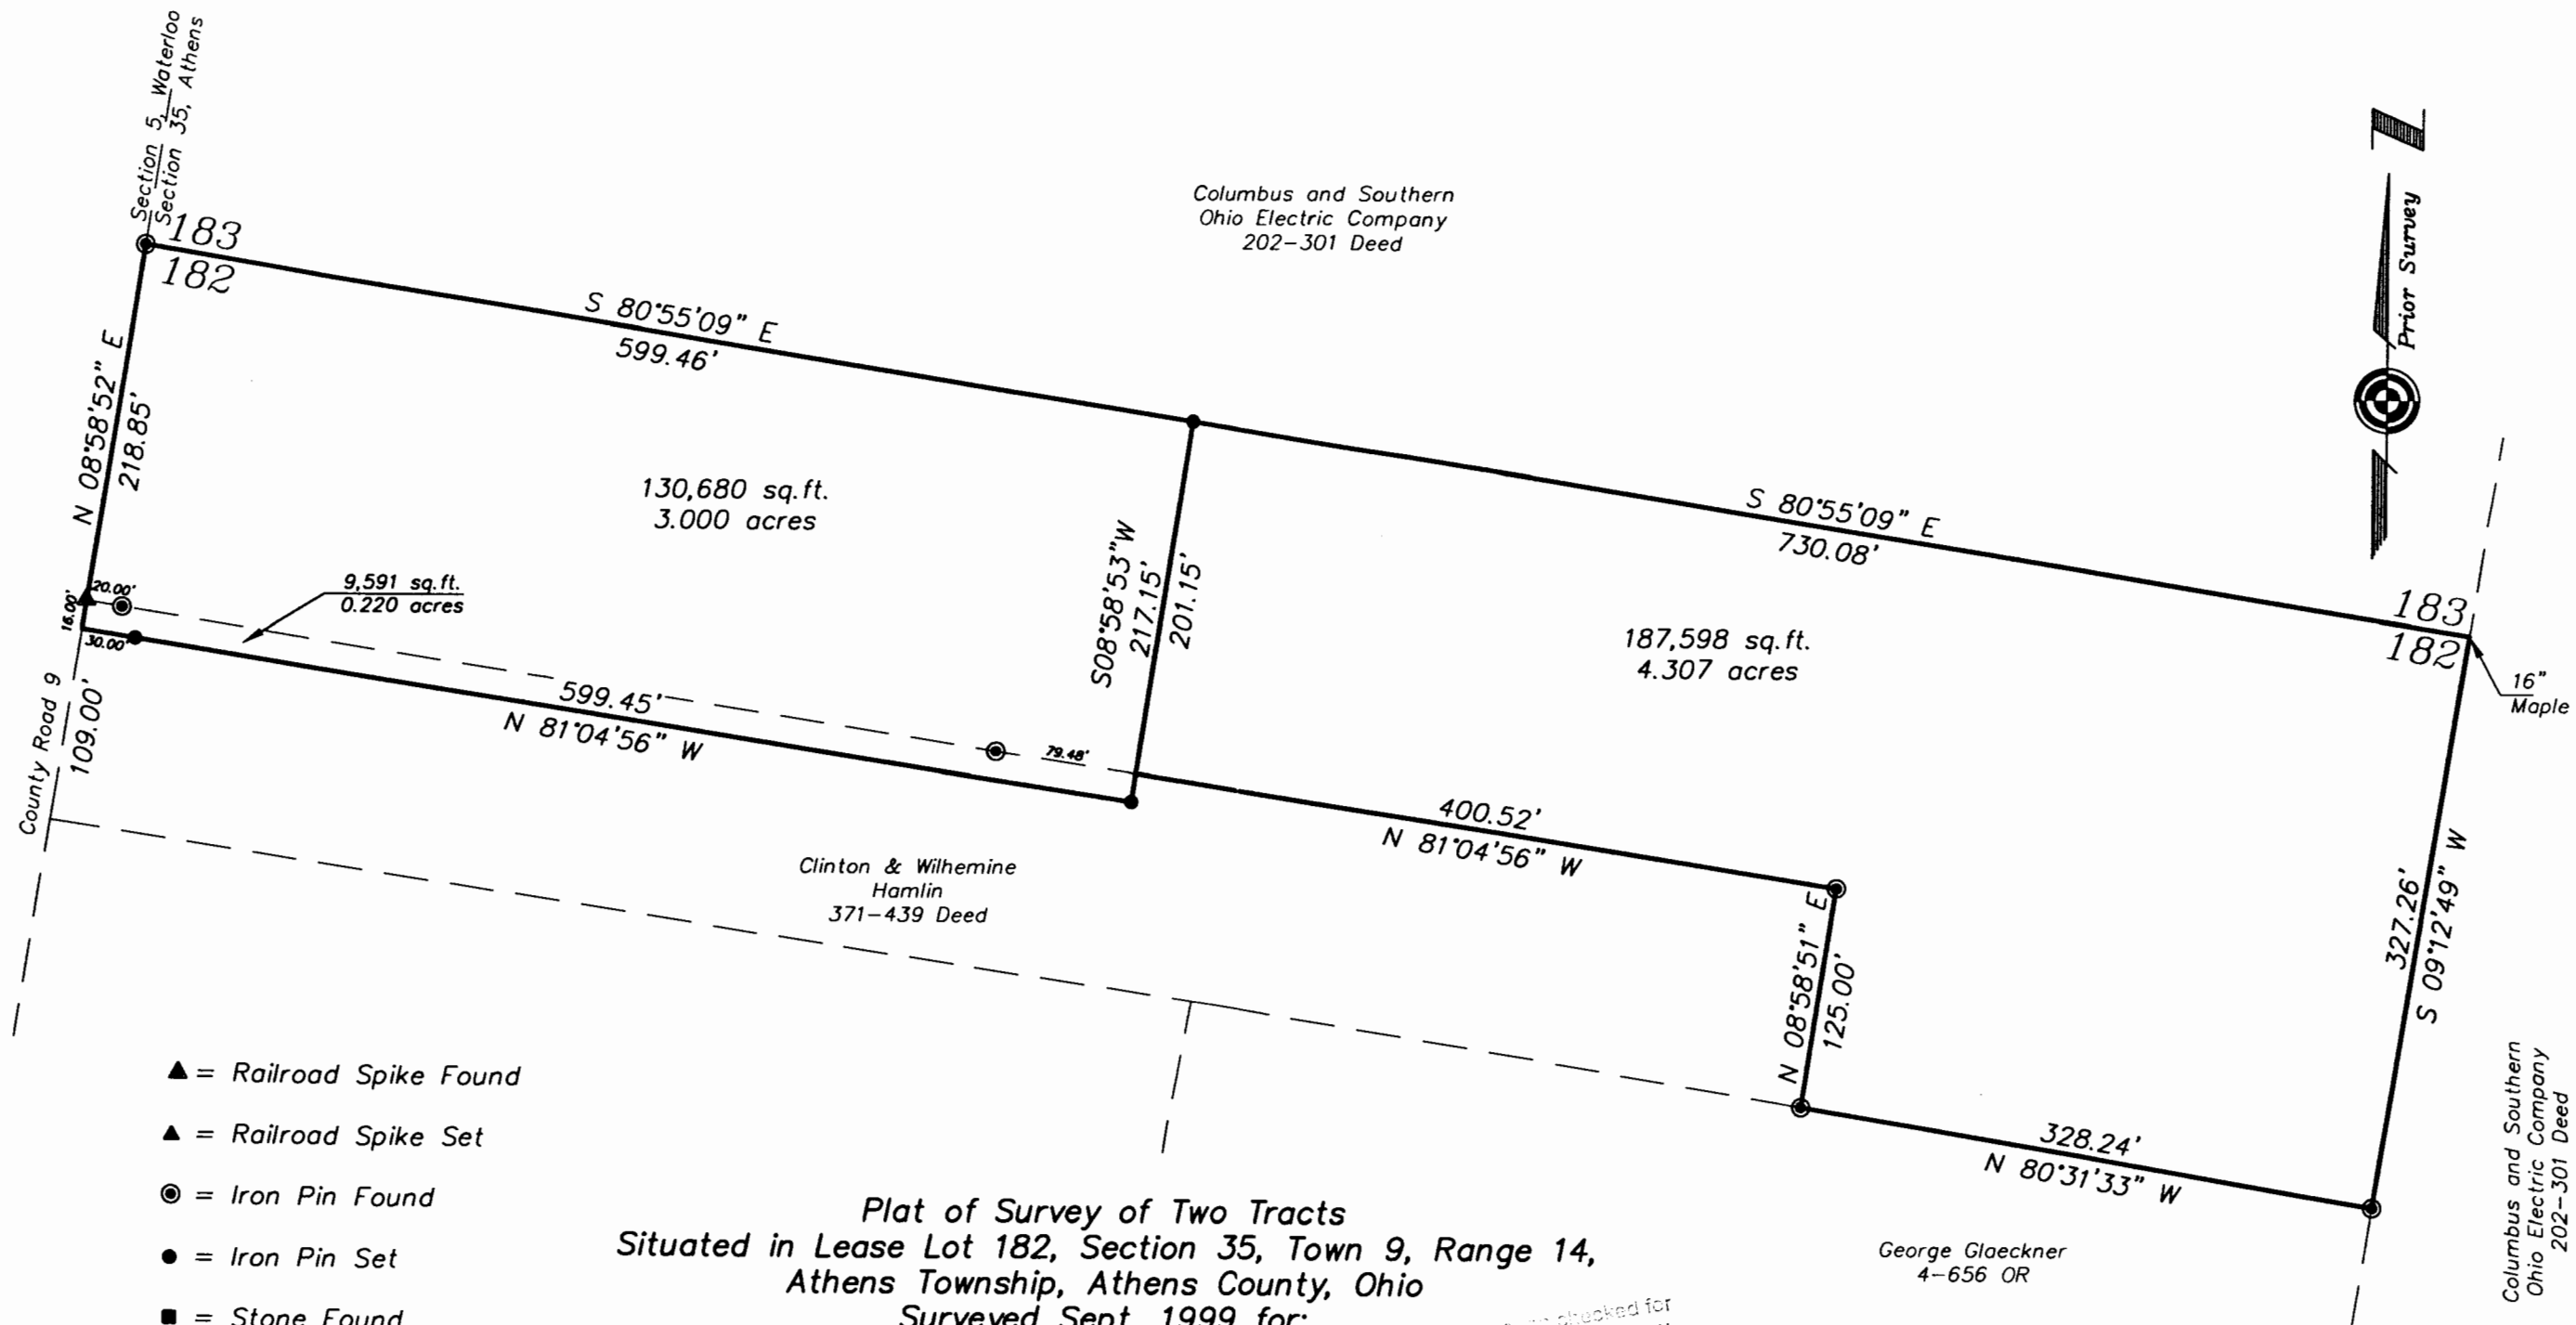 Section 5, Waterloo
Section 35, Athens
183
182
Columbus and Southern
Ohio Electric Company
202-301 Deed
Prior Survey
S 80°55'09" E
599.46'
N 08°58'52" E
218.85'
130,680 sq.ft.
3.000 acres
S08°58'53"W
217.15'
201.15'
S 80°55'09" E
730.08'
183
182
16"
Maple
187,598 sq.ft.
4.307 acres
20.00'
16.00'
30.00'
9,591 sq.ft.
0.220 acres
599.45'
N 81°04'56" W
79.48'
County Road 9
109.00'
400.52'
N 81°04'56" W
Clinton & Wilhemine
Hamlin
371-439 Deed
N 08°58'51" E
125.00'
327.26'
S 09°12'49" W
328.24'
N 80°31'33" W
George Glaeckner
4-656 OR
Columbus and Southern
Ohio Electric Company
202-301 Deed
= Railroad Spike Found
= Railroad Spike Set
= Iron Pin Found
= Iron Pin Set
= Stone Found
Plat of Survey of Two Tracts
Situated in Lease Lot 182, Section 35, Town 9, Range 14,
Athens Township, Athens County, Ohio
Surveyed Sept. 1999 for:
checked for